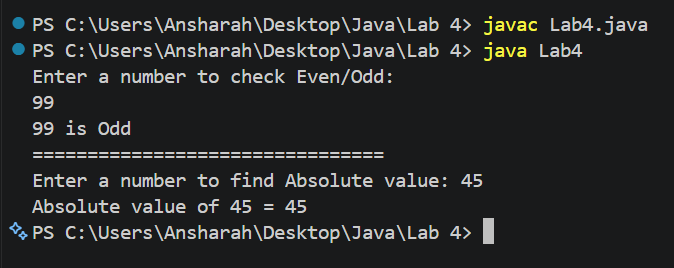 PS C:\Users\Ansharah\Desktop\Java\Lab 4> javac Lab4.java
PS C:\Users\Ansharah\Desktop\Java\Lab 4> java Lab4
Enter a number to check Even/Odd:
99
99 is Odd
================================
Enter a number to find Absolute value: 45
Absolute value of 45 = 45
PS C:\Users\Ansharah\Desktop\Java\Lab 4>